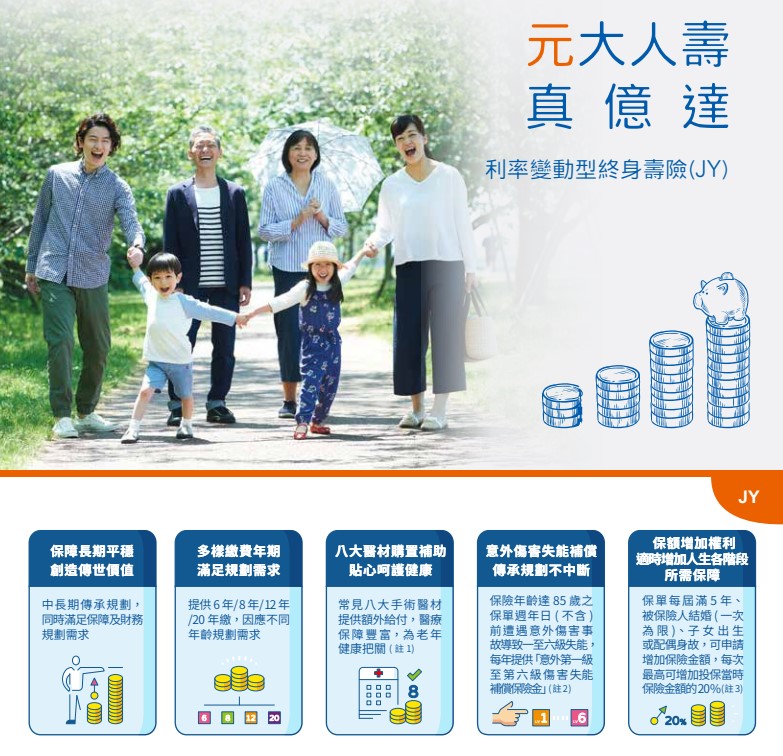 元大人壽
真億達
利率變動型終身壽險(JY)
JY
保障長期平穩
創造傳世價值
中長期傳承規劃，
同時滿足保障及財務
規劃需求
多樣繳費年期
滿足規劃需求
提供6年/8年/12年
/20年繳，因應不同
年齡規劃需求
6 8 12 20
八大醫材購置補助
貼心呵護健康
常見八大手術醫材
提供額外給付，醫療
保障豐富，為老年
健康把關(註1)
8
意外傷害失能補償
傳承規劃不中斷
保險年齡達85歲之
保單週年日(不含)
前遭遇意外傷害事
故導致一至六級失能，
每年提供「意外第一級
至第六級傷害失能
補償保險金」(註2)
1 6
保額增加權利
適時增加人生各階段
所需保障
保單每屆滿5年、
被保險人結婚(一次
為限)、子女出生
或配偶身故，可申請
增加保險金額，每次
最高可增加投保當時
保險金額的20%(註3)
20%